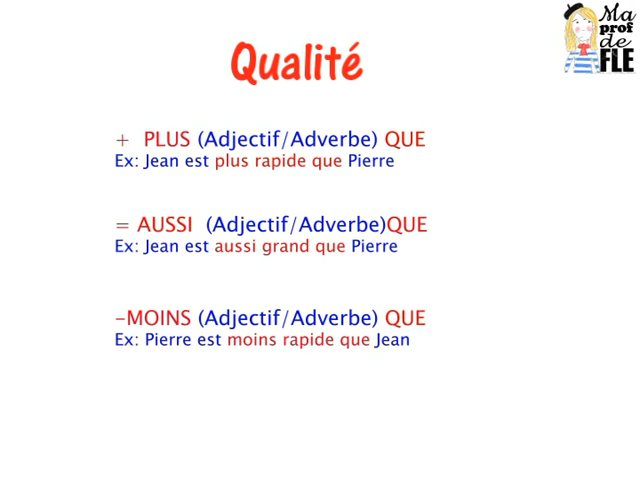 Ma
prof
de
FLE
Qualité
+ PLUS (Adjectif/Adverbe) QUE
Ex: Jean est plus rapide que Pierre
= AUSSI (Adjectif/Adverbe)QUE
Ex: Jean est aussi grand que Pierre
-MOINS (Adjectif/Adverbe) QUE
Ex: Pierre est moins rapide que Jean